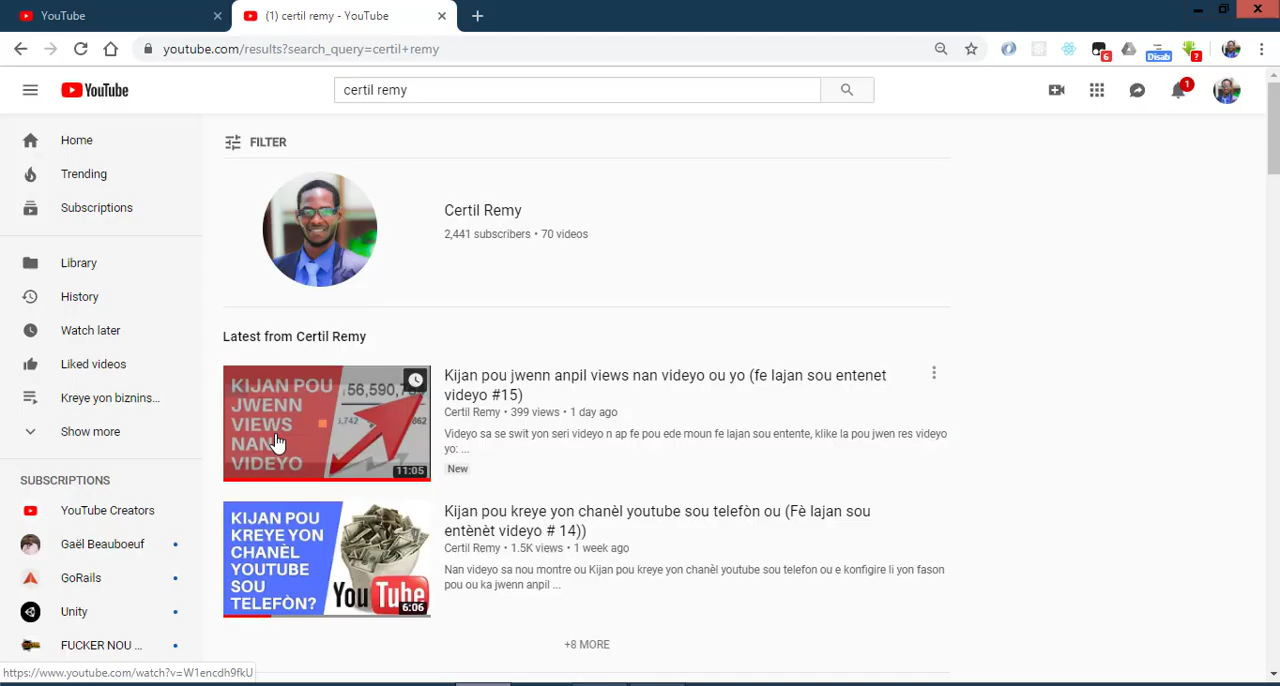 YouTube
(1) certil remy - YouTube
youtube.com/results?search_query=certil+remy
6
Disab
?
YouTube
certil remy
1
Home
Trending
Subscriptions
Library
History
Watch later
Liked videos
Kreye yon biznins...
Show more
SUBSCRIPTIONS
YouTube Creators
Gaël Beauboeuf
GoRails
Unity
FUCKER NOU ...
https://www.youtube.com/watch?v=W1encdh9fkU
FILTER
Certil Remy
2,441 subscribers • 70 videos
Latest from Certil Remy
KIJAN POU
JWENN
VIEWS
NAN
VIDEYO
56,590,
11:05
Kijan pou jwenn anpil views nan videyo ou yo (fe lajan sou entenet
videyo #15)
Certil Remy • 399 views • 1 day ago
Videyo sa se swit yon seri videyo n ap fe pou ede moun fe lajan sou entente, klike la pou jwen res videyo
yo: ...
New
KIJAN POU
KREYE YON
CHANÈL
YOUTUBE
SOU
TELEFÒN?
YouTube
6:06
Kijan pou kreye yon chanèl youtube sou telefòn ou (Fè lajan sou
entènèt videyo # 14))
Certil Remy • 1.5K views • 1 week ago
Nan videyo sa nou montre ou Kijan pou kreye yon chanèl youtube sou telefon ou e konfigire li yon fason
pou ou ka jwenn anpil ...
+8 MORE